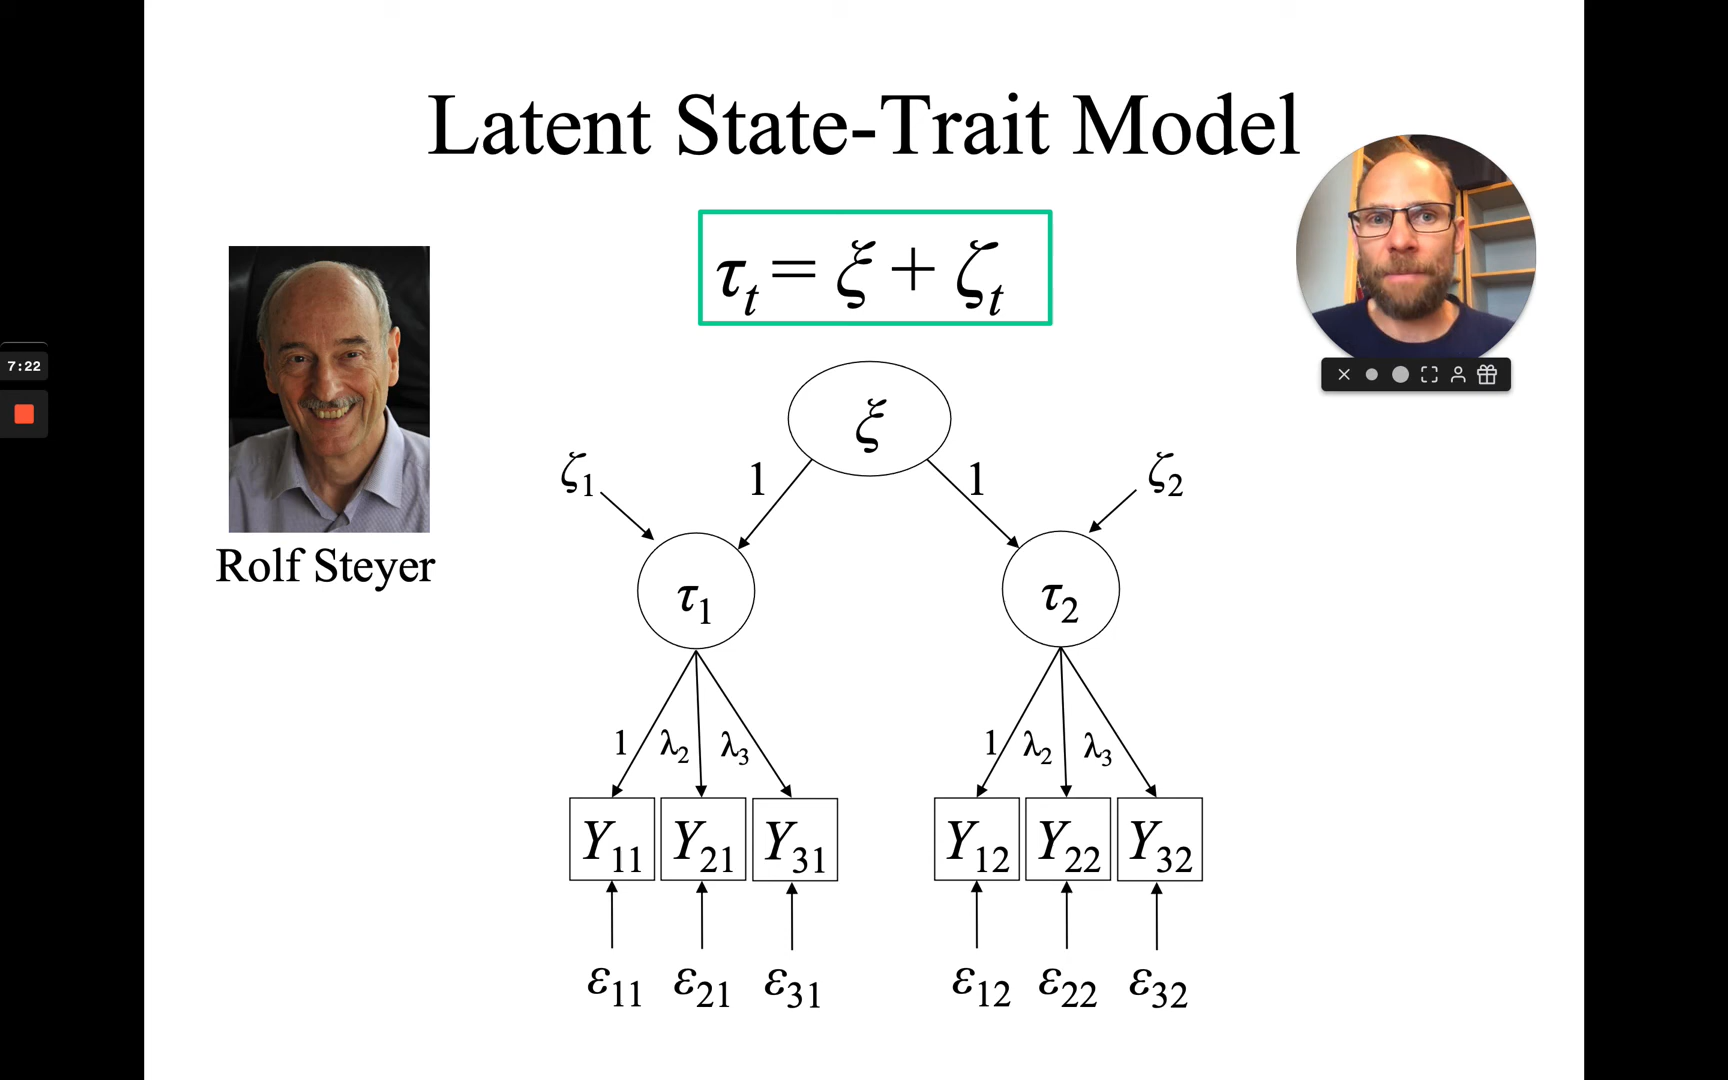 Latent State-Trait Model
τt = ξ + ζt
7:22
Rolf Steyer
ξ
ζ1 1 1 ζ2
τ1 τ2
1 λ2 λ3 1 λ2 λ3
Y11 Y21 Y31 Y12 Y22 Y32
ε11 ε21 ε31 ε12 ε22 ε32